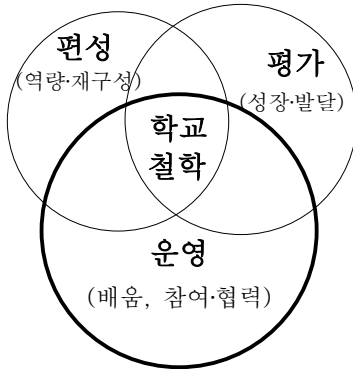 편성
(역량·재구성)
평가
(성장·발달)
학교
철학
운영
(배움, 참여·협력)